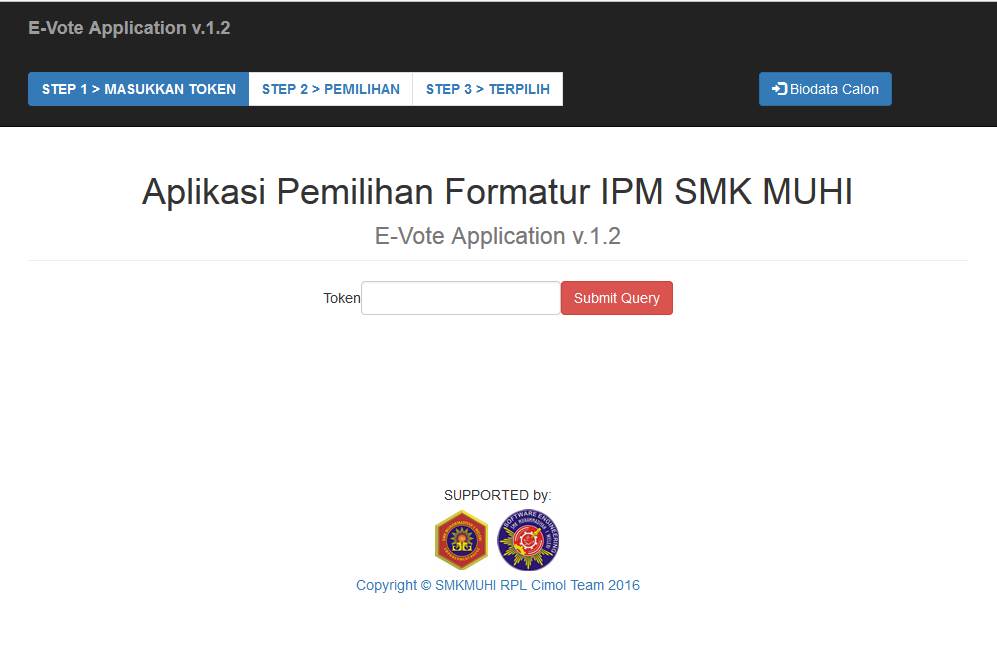 E-Vote Application v.1.2
STEP 1 > MASUKKAN TOKEN
STEP 2 > PEMILIHAN
STEP 3 > TERPILIH
Biodata Calon
Aplikasi Pemilihan Formatur IPM SMK MUHI
E-Vote Application v.1.2
Token
Submit Query
SUPPORTED by:
SOFTWARE ENGINEERING
Copyright © SMKMUHI RPL Cimol Team 2016